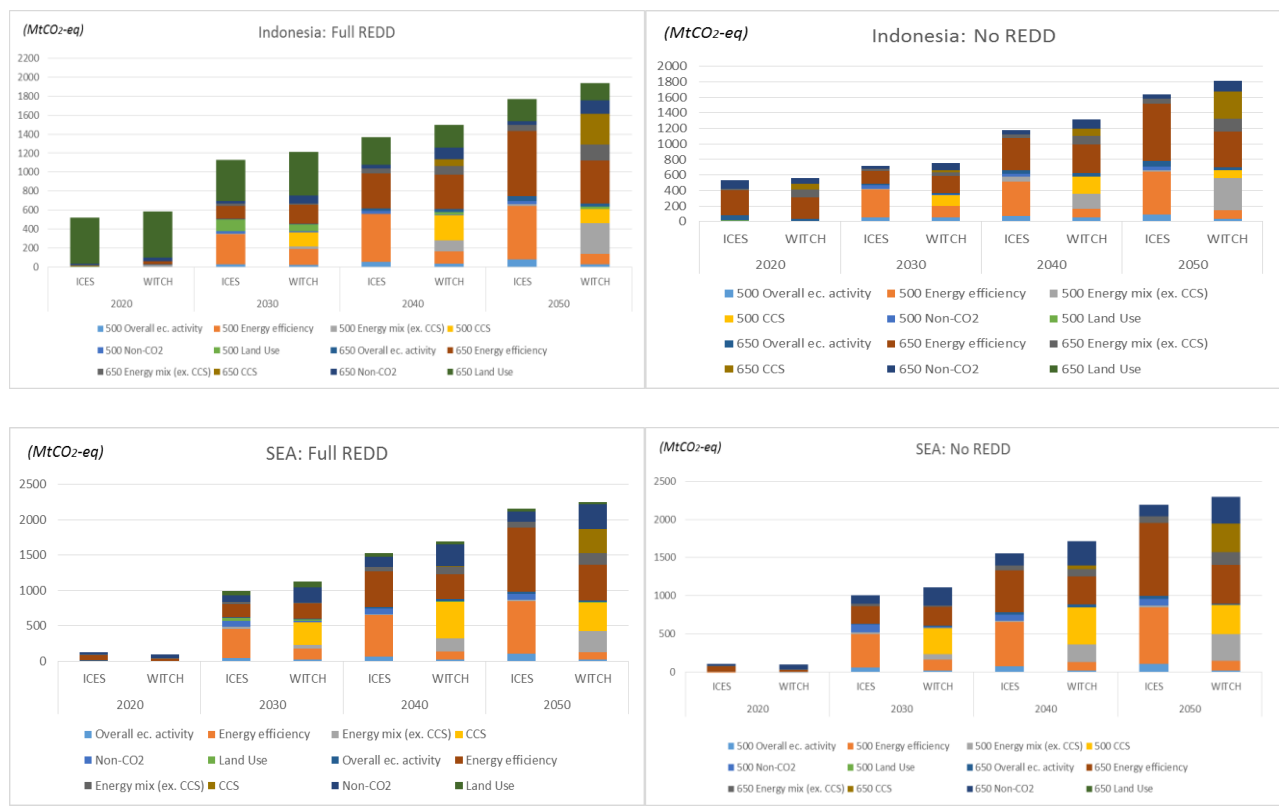 (MtCO2-eq)
Indonesia: Full REDD
2200
2000
1800
1600
1400
1200
1000
800
600
400
200
0
ICES WITCH ICES WITCH ICES WITCH ICES WITCH
2020 2030 2040 2050
500 Overall ec. activity 500 Energy efficiency 500 Energy mix (ex. CCS) 500 CCS
500 Non-CO2 500 Land Use 650 Overall ec. activity 650 Energy efficiency
650 Energy mix (ex. CCS) 650 CCS 650 Non-CO2 650 Land Use
(MtCO2-eq)
Indonesia: No REDD
2000
1800
1600
1400
1200
1000
800
600
400
200
0
ICES WITCH ICES WITCH ICES WITCH ICES WITCH
2020 2030 2040 2050
500 Overall ec. activity 500 Energy efficiency 500 Energy mix (ex. CCS)
500 CCS 500 Non-CO2 500 Land Use
650 Overall ec. activity 650 Energy efficiency 650 Energy mix (ex. CCS)
650 CCS 650 Non-CO2 650 Land Use
(MtCO2-eq)
SEA: Full REDD
2500
2000
1500
1000
500
0
ICES WITCH ICES WITCH ICES WITCH ICES WITCH
2020 2030 2040 2050
Overall ec. activity Energy efficiency Energy mix (ex. CCS) CCS
Non-CO2 Land Use Overall ec. activity Energy efficiency
Energy mix (ex. CCS) CCS Non-CO2 Land Use
(MtCO2-eq)
SEA: No REDD
2500
2000
1500
1000
500
0
ICES WITCH ICES WITCH ICES WITCH ICES WITCH
2020 2030 2040 2050
500 Overall ec. activity 500 Energy efficiency 500 Energy mix (ex. CCS) 500 CCS
500 Non-CO2 500 Land Use 650 Overall ec. activity 650 Energy efficiency
650 Energy mix (ex. CCS) 650 CCS 650 Non-CO2 650 Land Use